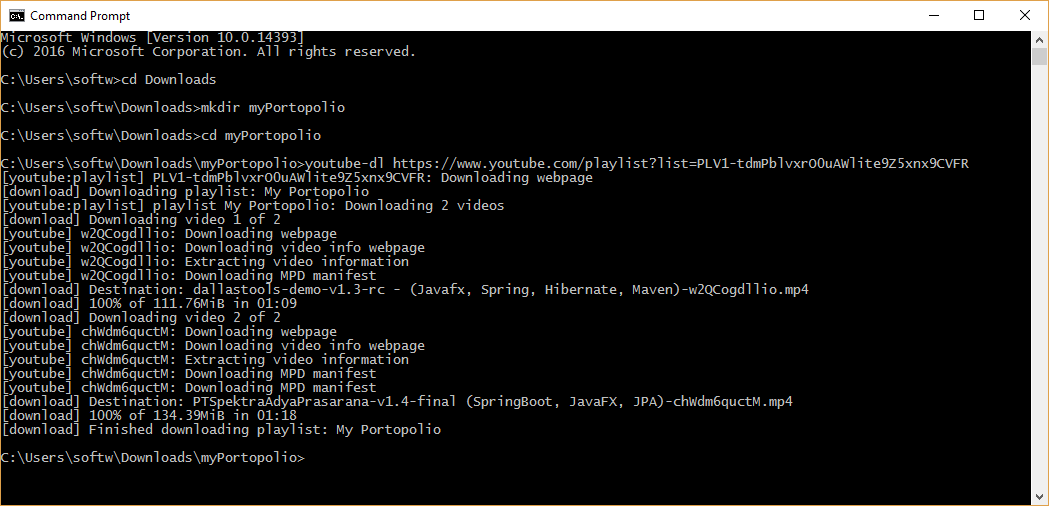 Command Prompt
Microsoft Windows [Version 10.0.14393]
(c) 2016 Microsoft Corporation. All rights reserved.
C:\Users\softw>cd Downloads
C:\Users\softw\Downloads>mkdir myPortopolio
C:\Users\softw\Downloads>cd myPortopolio
C:\Users\softw\Downloads\myPortopolio>youtube-dl https://www.youtube.com/playlist?list=PLV1-tdmPblvxrOOuAWlite9Z5xnx9CVFR
[youtube:playlist] PLV1-tdmPblvxrOOuAWlite9Z5xnx9CVFR: Downloading webpage
[download] Downloading playlist: My Portopolio
[youtube:playlist] playlist My Portopolio: Downloading 2 videos
[download] Downloading video 1 of 2
[youtube] w2QCogdllio: Downloading webpage
[youtube] w2QCogdllio: Downloading video info webpage
[youtube] w2QCogdllio: Extracting video information
[youtube] w2QCogdllio: Downloading MPD manifest
[download] Destination: dallastools-demo-v1.3-rc - (Javafx, Spring, Hibernate, Maven)-w2QCogdllio.mp4
[download] 100% of 111.76MiB in 01:09
[download] Downloading video 2 of 2
[youtube] chWdm6quctM: Downloading webpage
[youtube] chWdm6quctM: Downloading video info webpage
[youtube] chWdm6quctM: Extracting video information
[youtube] chWdm6quctM: Downloading MPD manifest
[youtube] chWdm6quctM: Downloading MPD manifest
[download] Destination: PTSpektraAdyaPrasarana-v1.4-final (SpringBoot, JavaFX, JPA)-chWdm6quctM.mp4
[download] 100% of 134.39MiB in 01:18
[download] Finished downloading playlist: My Portopolio
C:\Users\softw\Downloads\myPortopolio>